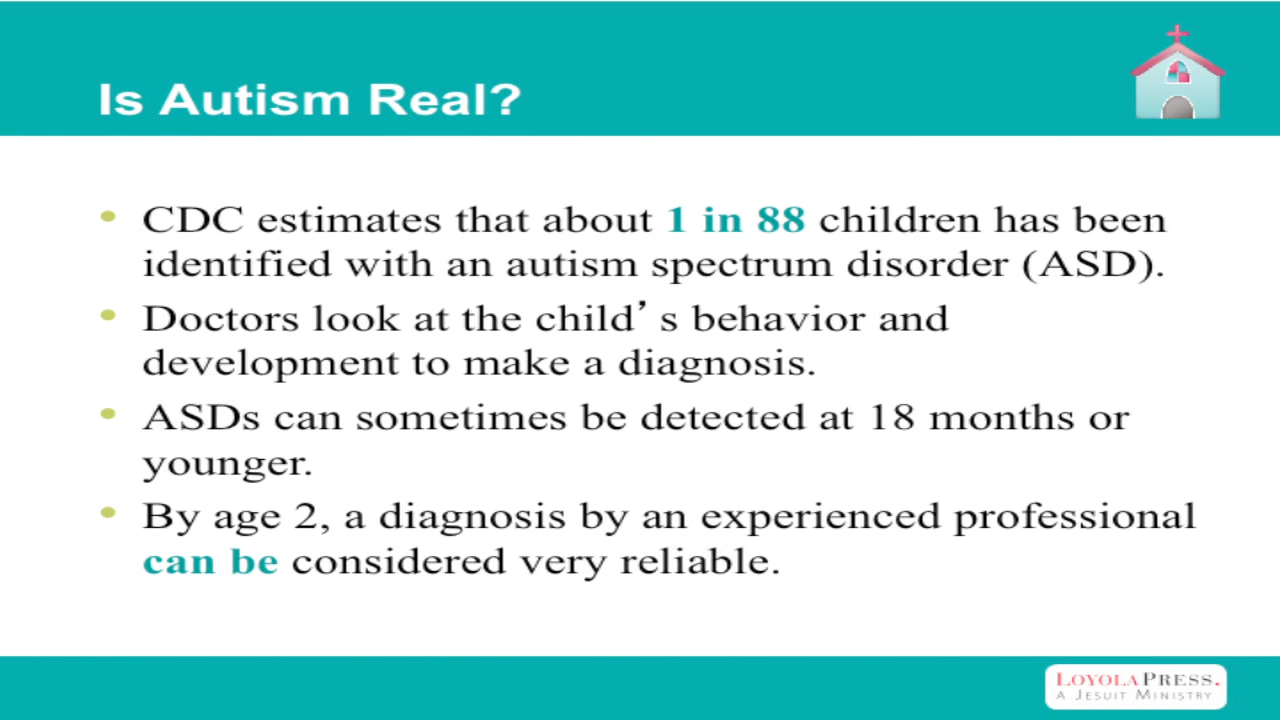 Is Autism Real?
• CDC estimates that about 1 in 88 children has been
identified with an autism spectrum disorder (ASD).
• Doctors look at the child’s behavior and
development to make a diagnosis.
• ASDs can sometimes be detected at 18 months or
younger.
• By age 2, a diagnosis by an experienced professional
can be considered very reliable.
LOYOLAPRESS.
A JESUIT MINISTRY